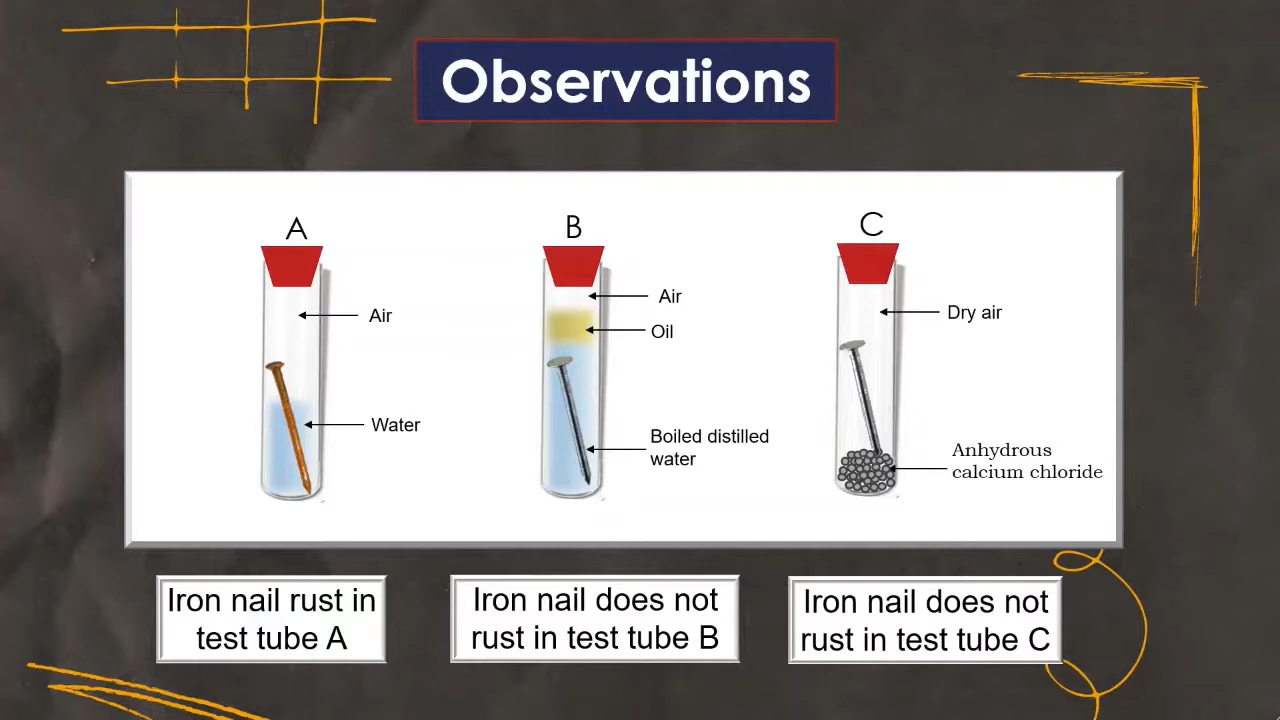 Observations
A
B
C
Air
Water
Air
Oil
Boiled distilled
water
Dry air
Anhydrous
calcium chloride
Iron nail rust in
test tube A
Iron nail does not
rust in test tube B
Iron nail does not
rust in test tube C